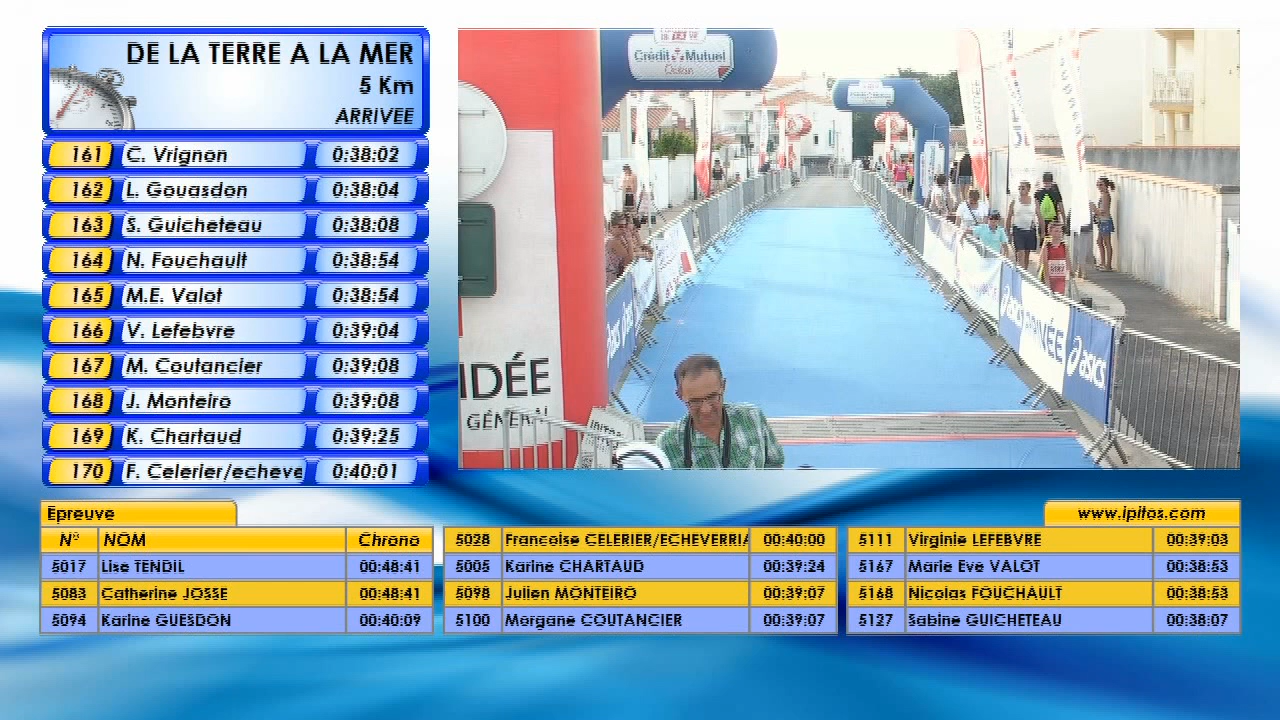 DE LA TERRE A LA MER
5 Km
ARRIVEE
161 C. Vrignon 0:38:02
162 L. Gouasdon 0:38:04
163 S. Guicheteau 0:38:08
164 N. Fouchault 0:38:54
165 M.E. Valot 0:38:54
166 V. Lefebvre 0:39:04
167 M. Coutancier 0:39:08
168 J. Monteiro 0:39:08
169 K. Chartaud 0:39:25
170 F. Celerier/echeve 0:40:01
Crédit Mutuel
Océan
IDÉE
GÉNÉRAL
asics
Epreuve
www.ipitos.com
N° NOM Chrono
5017 Lise TENDIL 00:48:41
5083 Catherine JOSSE 00:48:41
5094 Karine GUESDON 00:40:09
5028 Francoise CELERIER/ECHEVERRIA 00:40:00
5005 Karine CHARTAUD 00:39:24
5098 Julien MONTEIRO 00:39:07
5100 Morgane COUTANCIER 00:39:07
5111 Virginie LEFEBVRE 00:39:03
5167 Marie Eve VALOT 00:38:53
5168 Nicolas FOUCHAULT 00:38:53
5127 Sabine GUICHETEAU 00:38:07